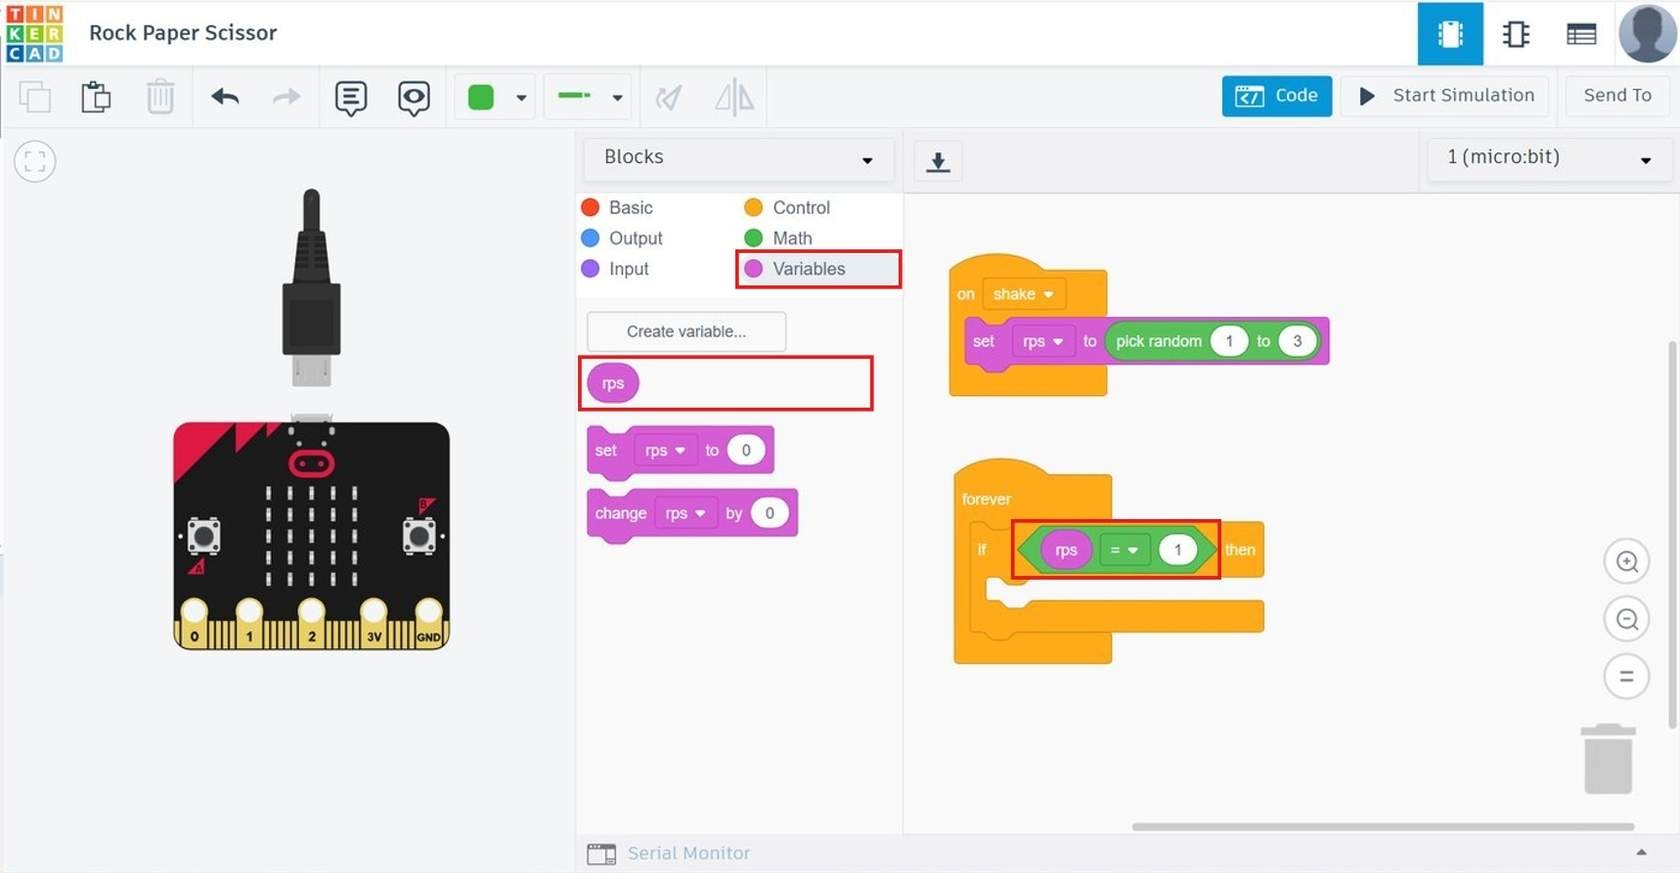 TIN
KER
CAD
Rock Paper Scissor
Code
Start Simulation
Send To
Blocks
1 (micro:bit)
Basic
Control
Output
Math
Input
Variables
Create variable...
rps
set rps to 0
change rps by 0
on shake
set rps to pick random 1 to 3
forever
if rps = 1 then
B
A
0 1 2 3V GND
Serial Monitor